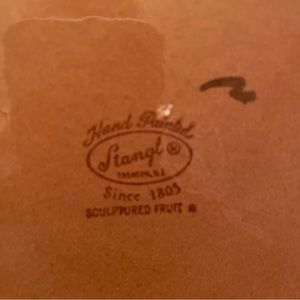 Hand Painted
Stangl ®
TRENTON, N.J.
Since 1805
SCULPTURED FRUIT